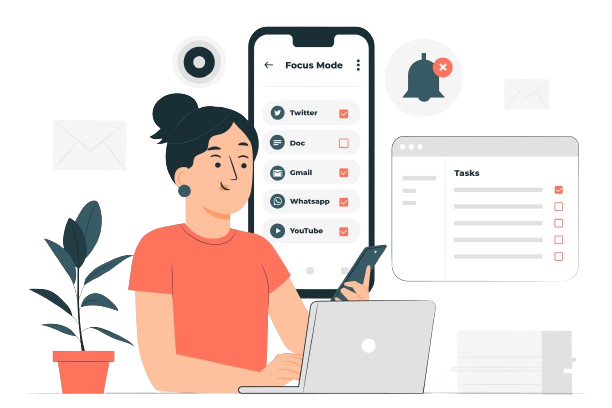 Focus Mode
Twitter
Doc
Gmail
Whatsapp
YouTube
Tasks